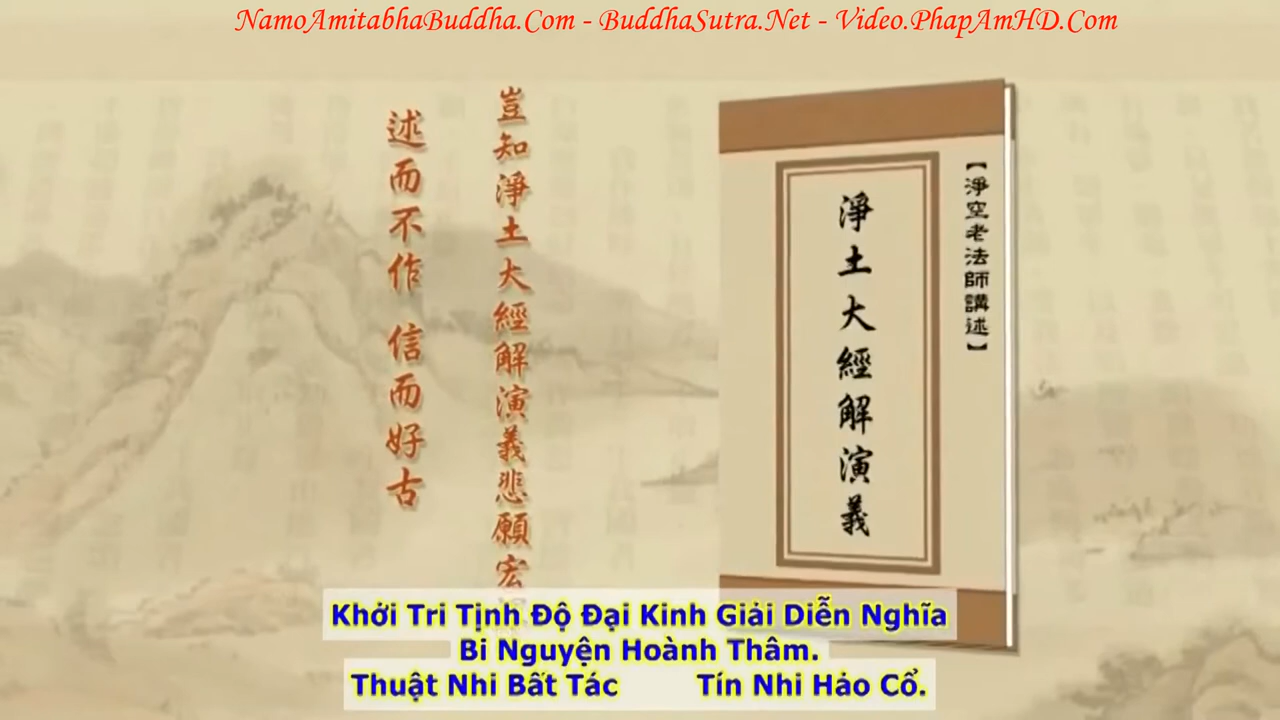 NamoAmitabhaBuddha.Com - BuddhaSutra.Net - Video.PhapAmHD.Com
【淨空老法師講述】
淨土大經解演義
豈知淨土大經解演義悲願宏
述而不作 信而好古
Khởi Tri Tịnh Độ Đại Kinh Giải Diễn Nghĩa
Bi Nguyện Hoành Thâm.
Thuật Nhi Bất Tác Tín Nhi Hảo Cổ.